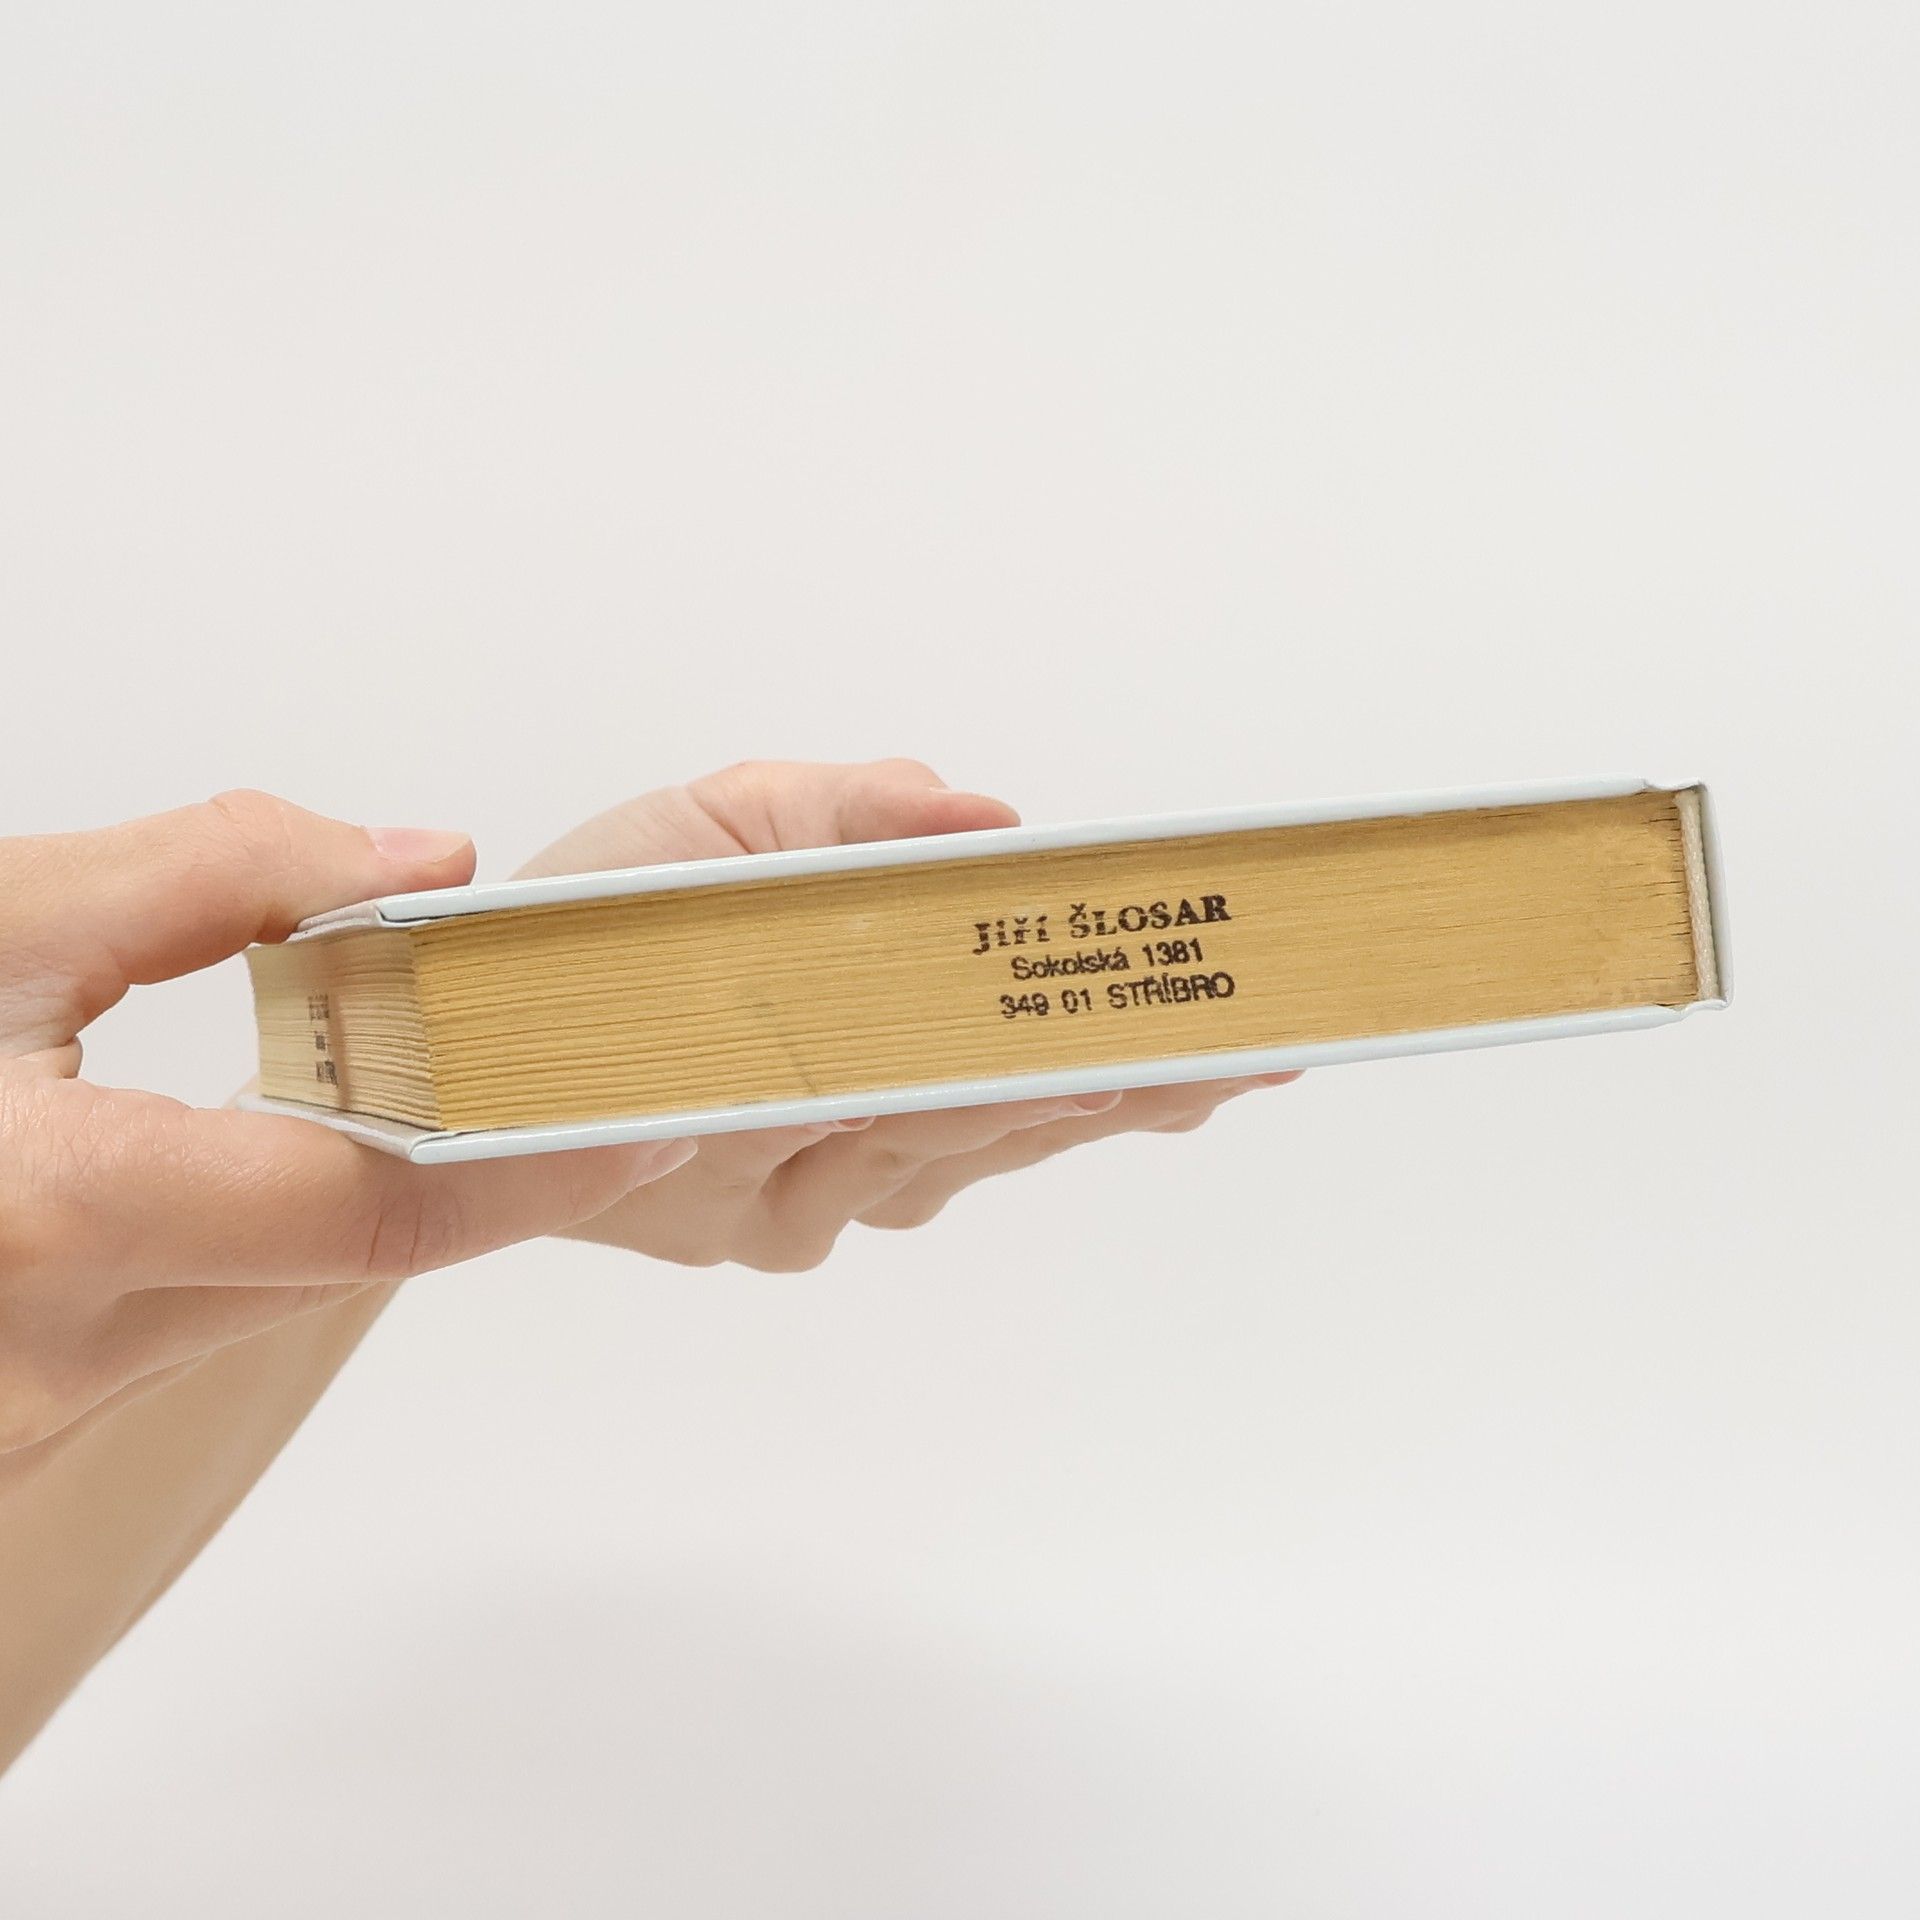 JIŘÍ ŠLOSAR
Sokolská 1381
349 01 STŘÍBRO